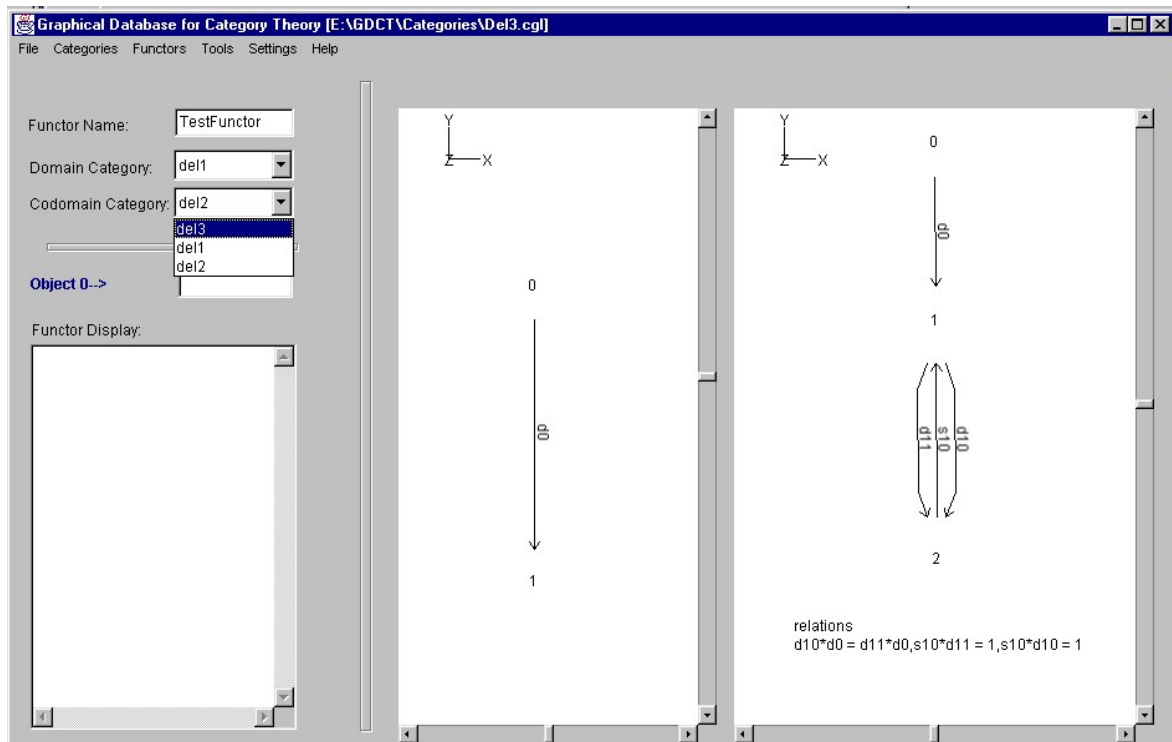 Graphical Database for Category Theory [E:\GDCT\Categories\Del3.cgl]
File Categories Functors Tools Settings Help
Functor Name: TestFunctor
Domain Category: del1
Codomain Category: del2
del3
del1
del2
Object 0-->
Functor Display:
Y
Z X
0
d0
1
Y
Z X
0
d0
1
d11 s10 d10
2
relations
d10*d0 = d11*d0,s10*d11 = 1,s10*d10 = 1